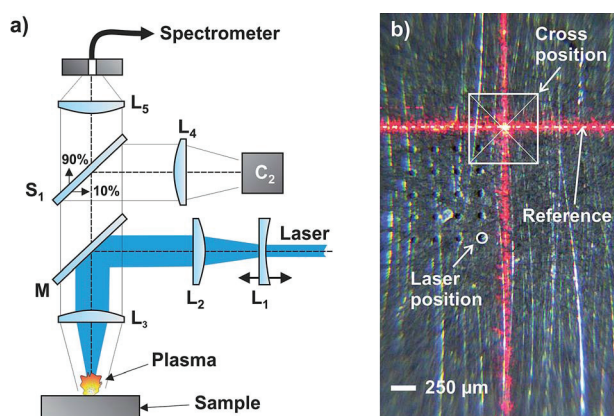 a)
Spectrometer
L5
L4
90%
S1
10%
C2
Laser
M
L2
L1
L3
Plasma
Sample
b)
Cross
position
Reference
Laser
position
250 µm